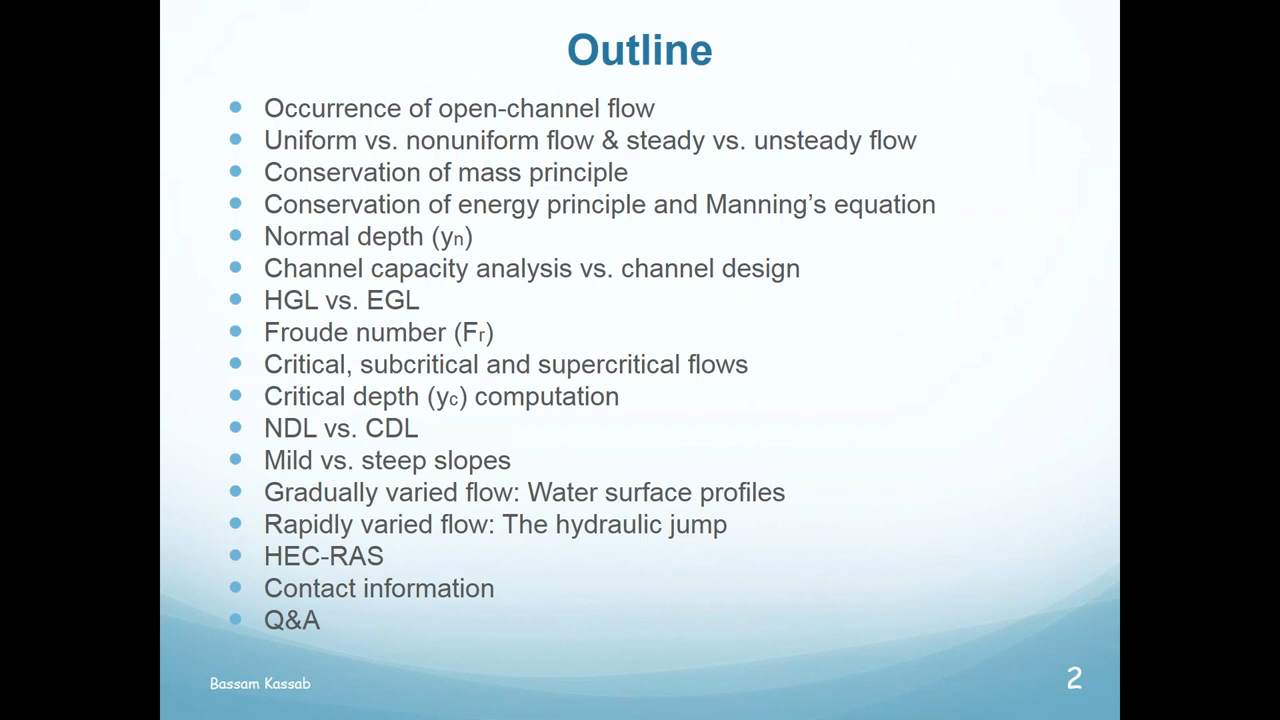 Outline
Occurrence of open-channel flow
Uniform vs. nonuniform flow & steady vs. unsteady flow
Conservation of mass principle
Conservation of energy principle and Manning’s equation
Normal depth (yn)
Channel capacity analysis vs. channel design
HGL vs. EGL
Froude number (Fr)
Critical, subcritical and supercritical flows
Critical depth (yc) computation
NDL vs. CDL
Mild vs. steep slopes
Gradually varied flow: Water surface profiles
Rapidly varied flow: The hydraulic jump
HEC-RAS
Contact information
Q&A
Bassam Kassab
2